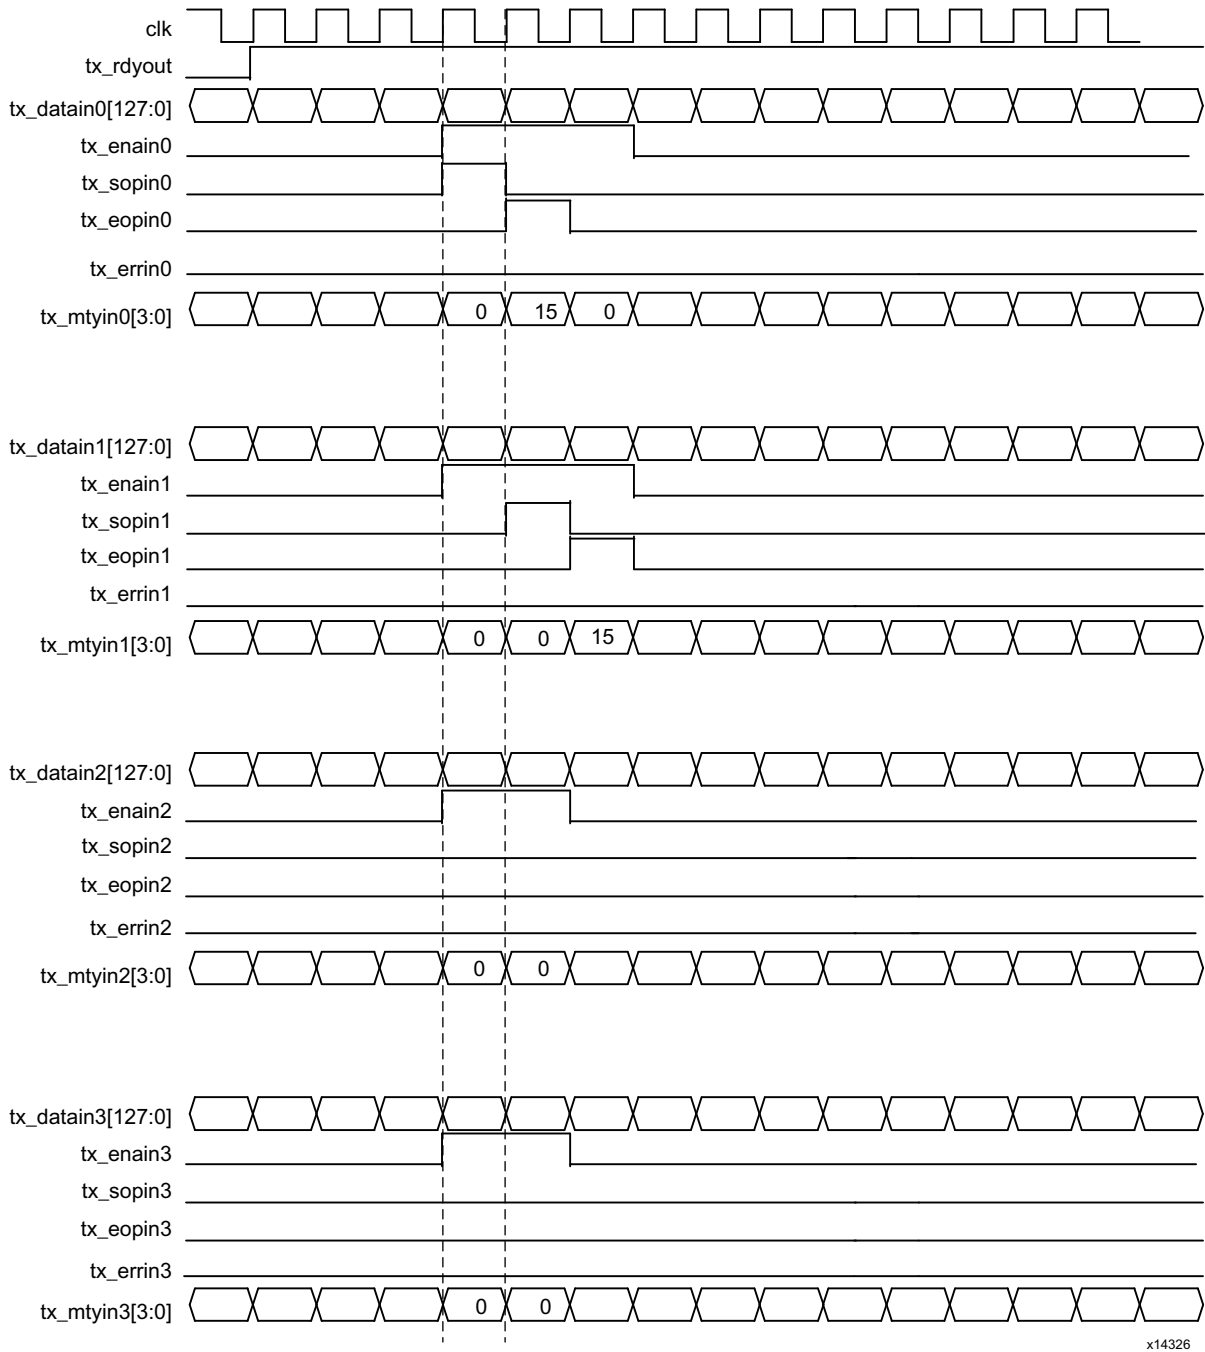 clk
tx_rdyout
tx_datain0[127:0]
tx_enain0
tx_sopin0
tx_eopin0
tx_errin0
tx_mtyin0[3:0] 0 15 0
tx_datain1[127:0]
tx_enain1
tx_sopin1
tx_eopin1
tx_errin1
tx_mtyin1[3:0] 0 0 15
tx_datain2[127:0]
tx_enain2
tx_sopin2
tx_eopin2
tx_errin2
tx_mtyin2[3:0] 0 0
tx_datain3[127:0]
tx_enain3
tx_sopin3
tx_eopin3
tx_errin3
tx_mtyin3[3:0] 0 0
x14326